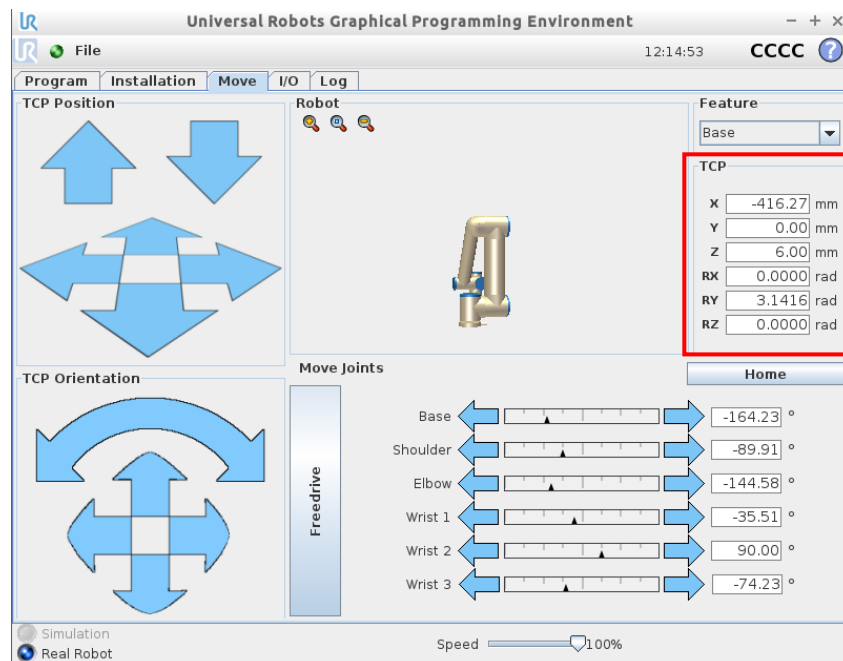 UR Universal Robots Graphical Programming Environment
UR File 12:14:53 CCCC ?
Program Installation Move I/O Log
TCP Position
Robot
Feature
Base
TCP
X -416.27 mm
Y 0.00 mm
Z 6.00 mm
RX 0.0000 rad
RY 3.1416 rad
RZ 0.0000 rad
Home
TCP Orientation
Move Joints
Freedrive
Base -164.23 °
Shoulder -89.91 °
Elbow -144.58 °
Wrist 1 -35.51 °
Wrist 2 90.00 °
Wrist 3 -74.23 °
Simulation
Real Robot
Speed 100%